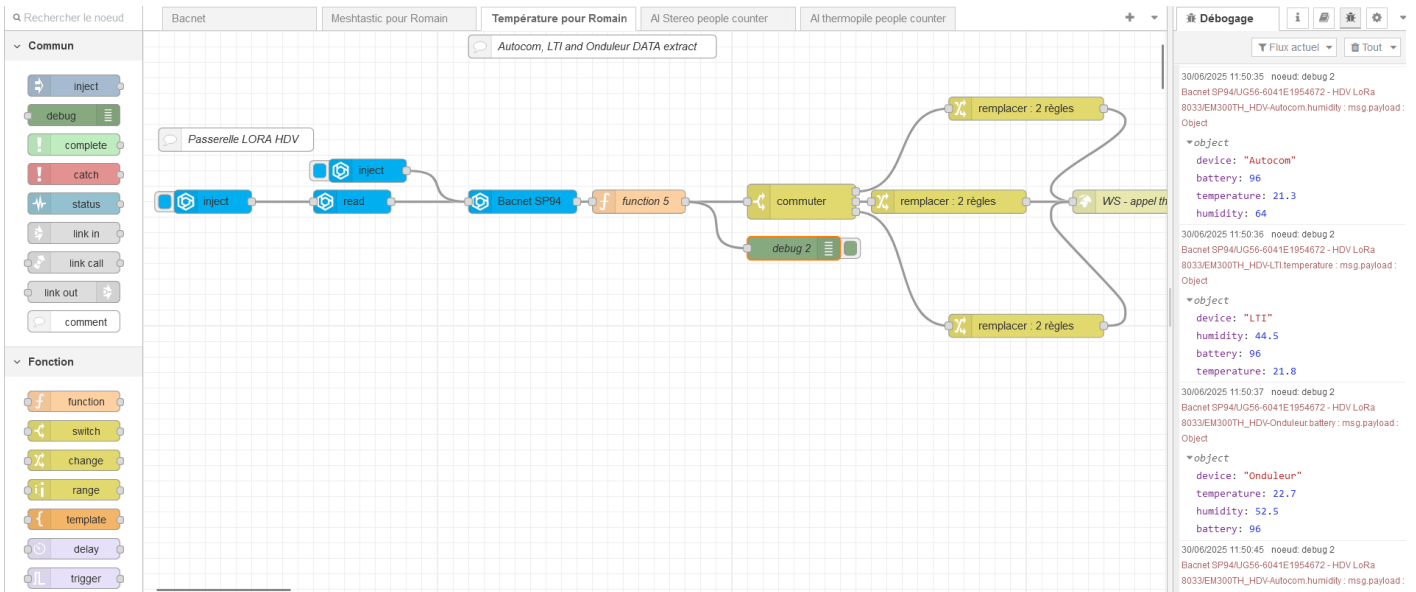 Rechercher le noeud
Bacnet
Meshtastic pour Romain
Température pour Romain
AI Stereo people counter
AI thermopile people counter
Commun
inject
debug
complete
catch
status
link in
link call
link out
comment
Fonction
function
switch
change
range
template
delay
trigger
Autocom, LTI and Onduleur DATA extract
Passerelle LORA HDV
inject
inject
read
Bacnet SP94
function 5
commuter
debug 2
remplacer : 2 règles
remplacer : 2 règles
remplacer : 2 règles
WS - appel th
Débogage
Flux actuel
Tout
30/06/2025 11:50:35 noeud: debug 2
Bacnet SP94/UG56-6041E1954672 - HDV LoRa
8033/EM300TH_HDV-Autocom.humidity : msg.payload :
Object
object
device: "Autocom"
battery: 96
temperature: 21.3
humidity: 64
30/06/2025 11:50:36 noeud: debug 2
Bacnet SP94/UG56-6041E1954672 - HDV LoRa
8033/EM300TH_HDV-LTI.temperature : msg.payload :
Object
object
device: "LTI"
humidity: 44.5
battery: 96
temperature: 21.8
30/06/2025 11:50:37 noeud: debug 2
Bacnet SP94/UG56-6041E1954672 - HDV LoRa
8033/EM300TH_HDV-Onduleur.battery : msg.payload :
Object
object
device: "Onduleur"
temperature: 22.7
humidity: 52.5
battery: 96
30/06/2025 11:50:45 noeud: debug 2
Bacnet SP94/UG56-6041E1954672 - HDV LoRa
8033/EM300TH_HDV-Autocom.humidity : msg.payload :